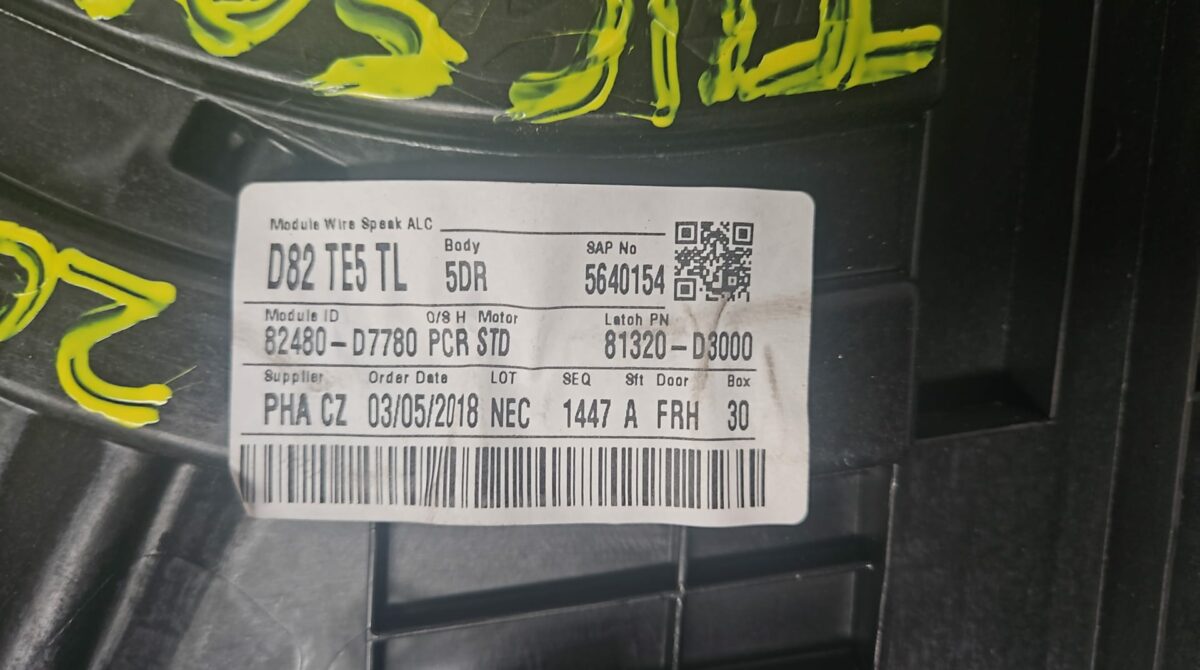 Module Wire Speak ALC
D82 TE5 TL
Body
5DR
SAP No
5640154
Module ID O/S H Motor Latch PN
82480-D7780 PCR STD 81320-D3000
Supplier Order Date LOT SEQ Sft Door Box
PHA CZ 03/05/2018 NEC 1447 A FRH 30